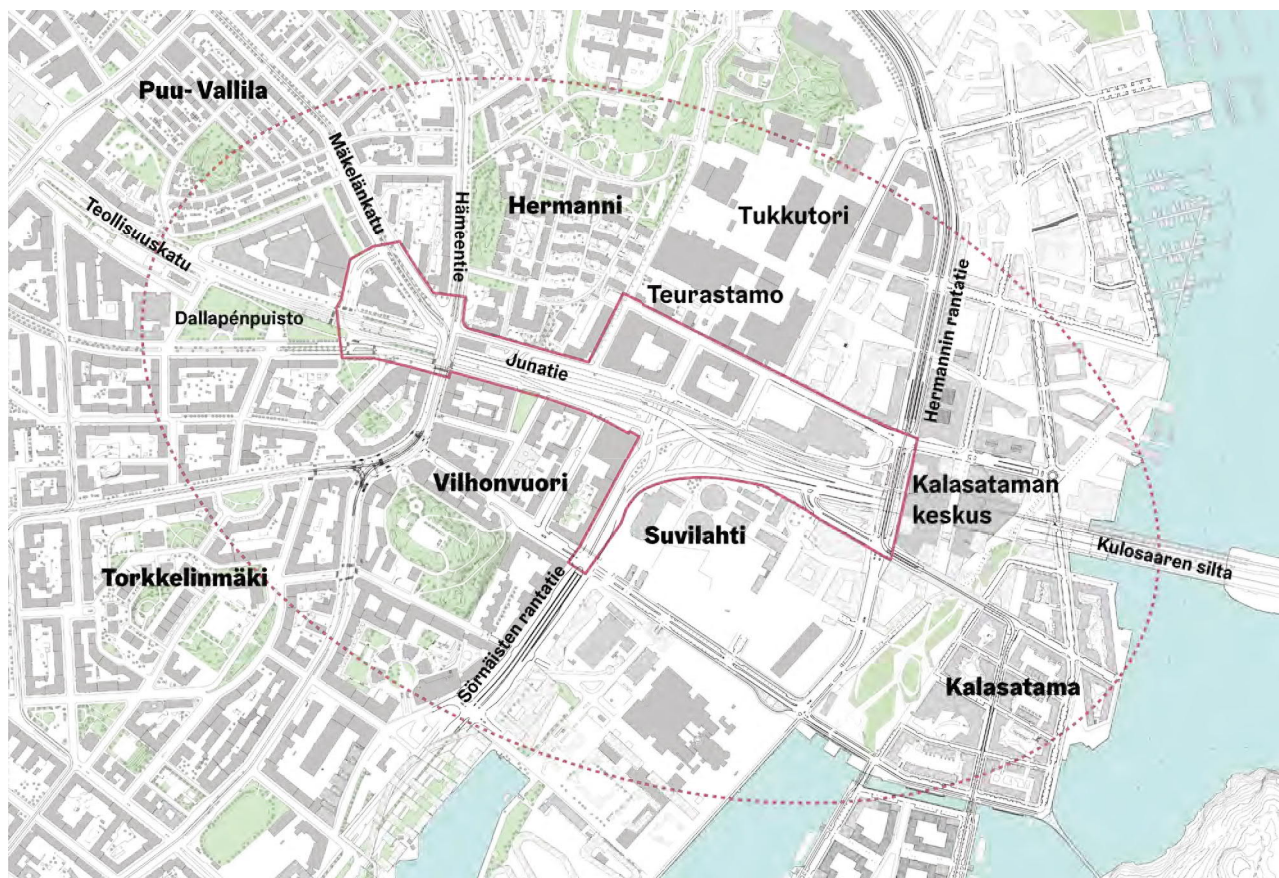 Puu- Vallila
Mäkelänkatu
Hämeentie
Hermanni
Tukkutori
Teollisuuskatu
Teurastamo
Dallapénpuisto
Junatie
Hermannin rantatie
Vilhonvuori
Kalasataman
keskus
Suvilahti
Kulosaaren silta
Torkkelinmäki
Sörnäisten rantatie
Kalasatama